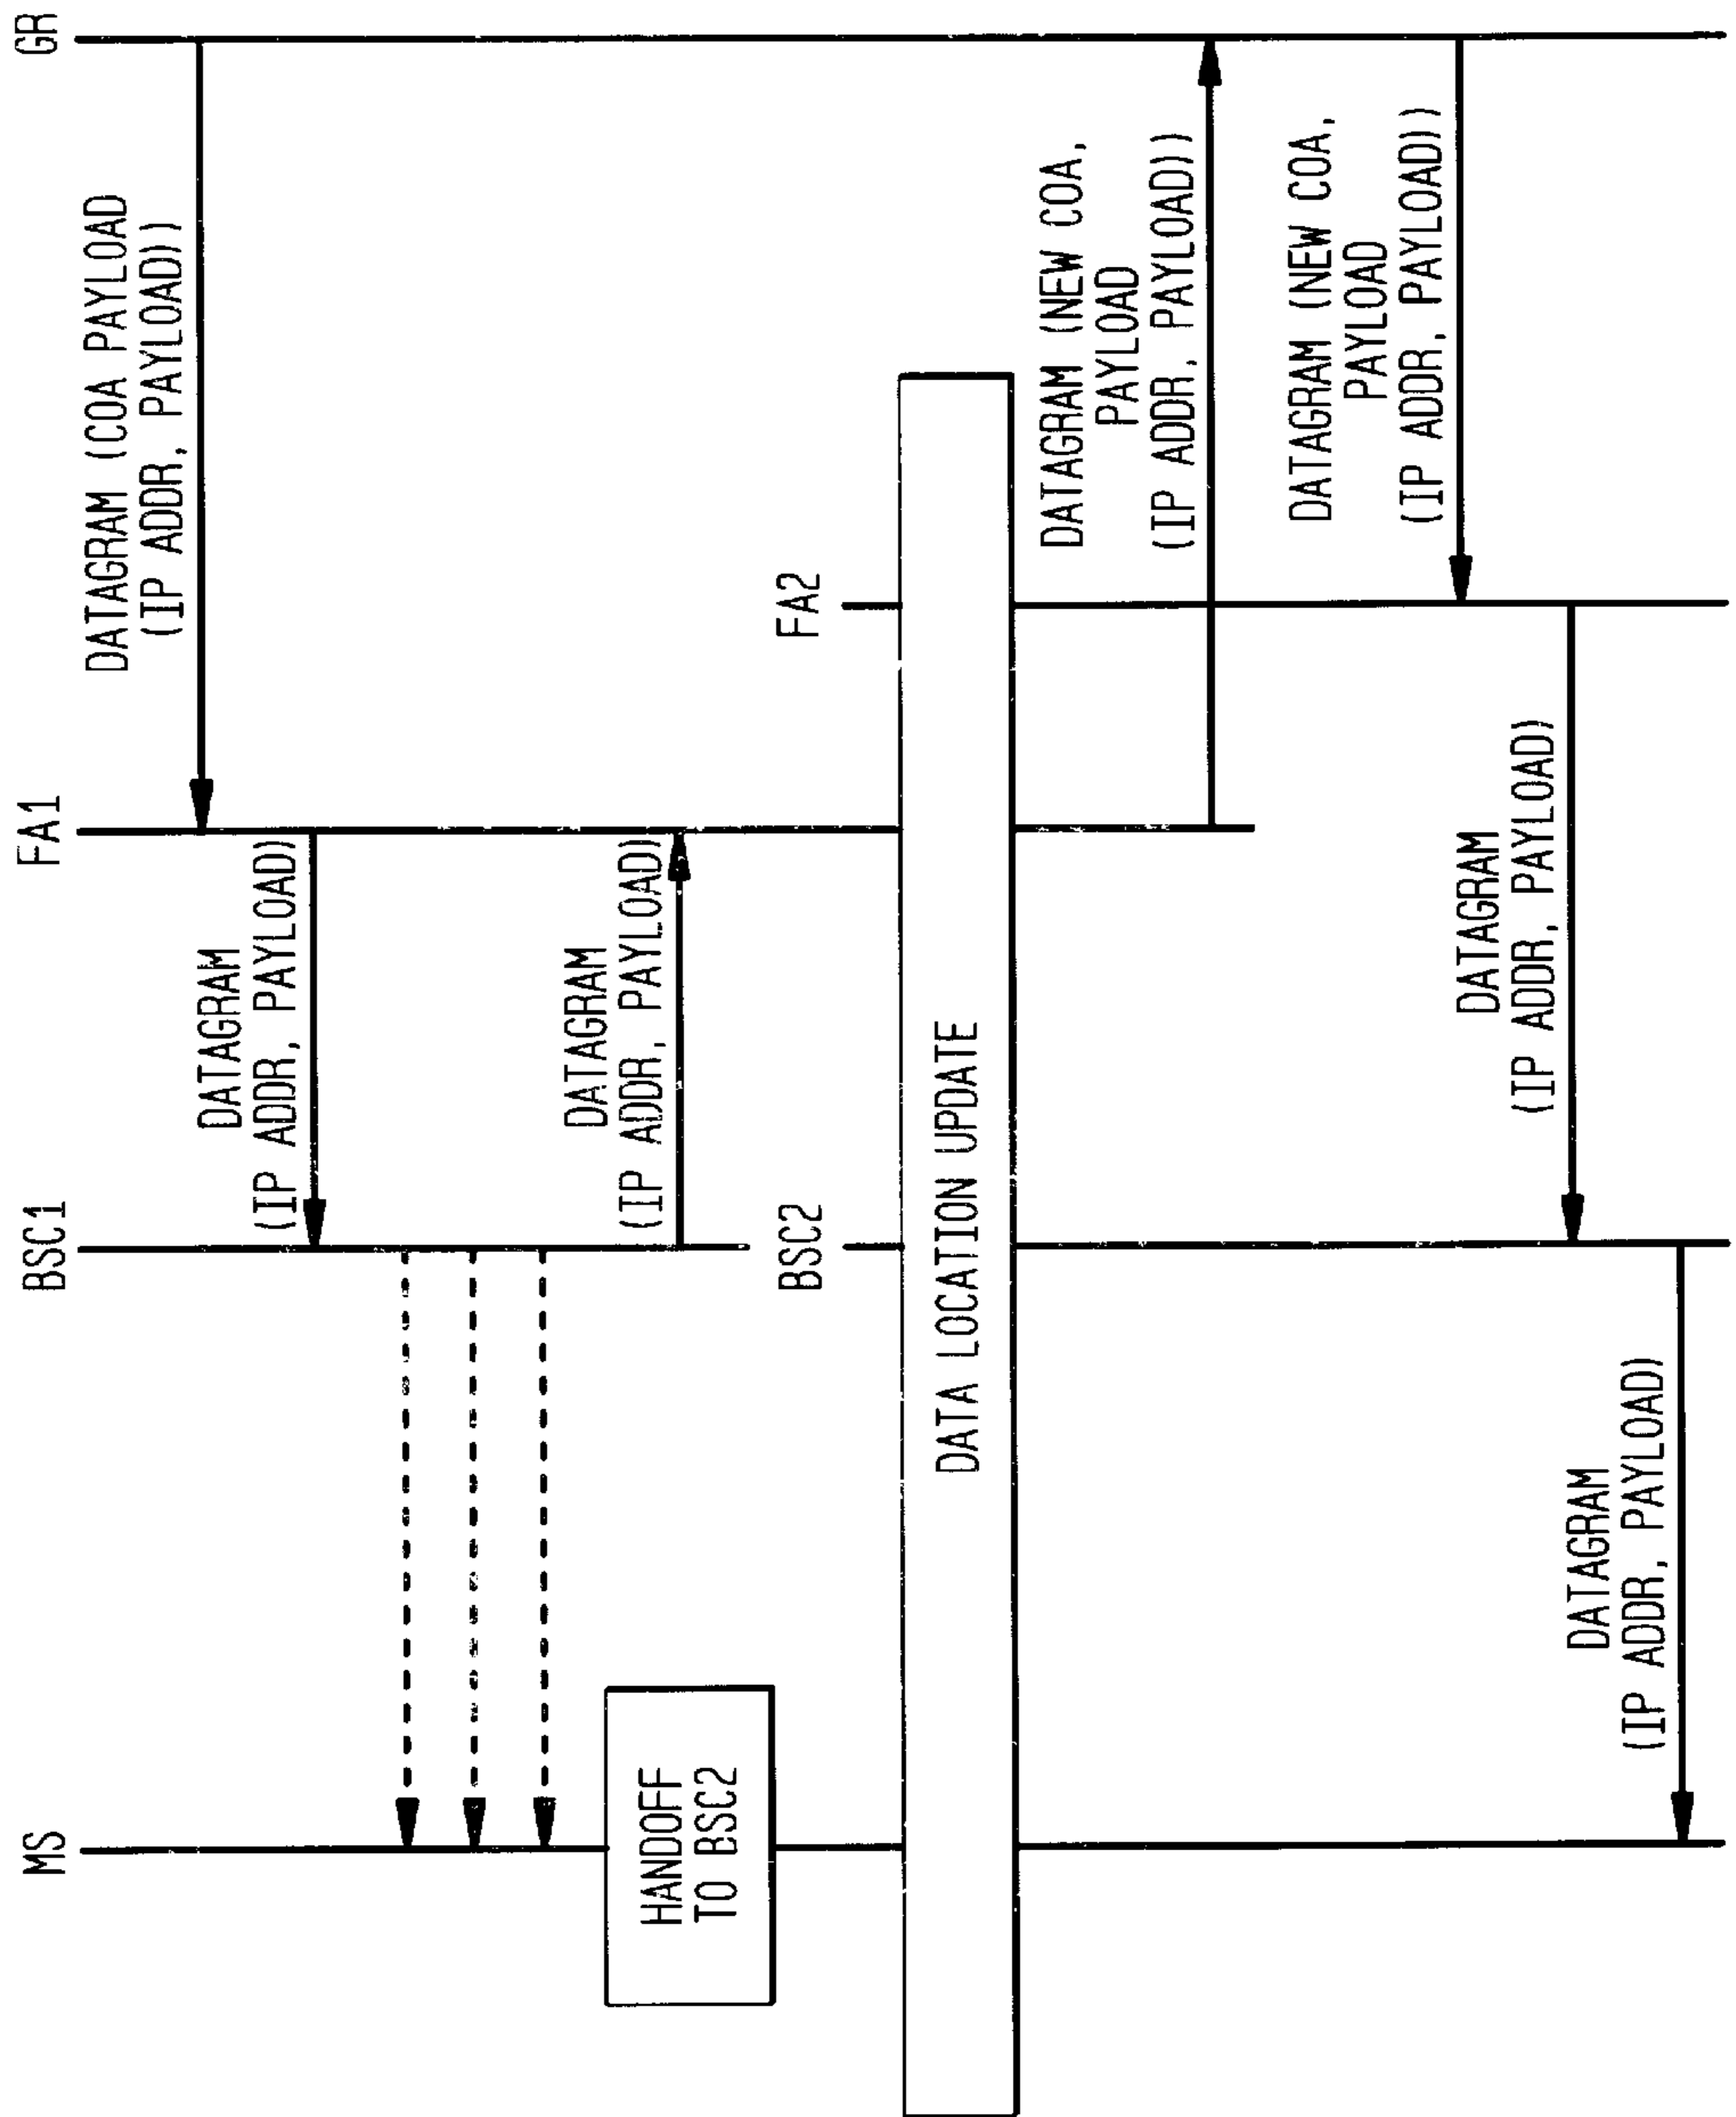 MS
BSC1
FA1
GR
DATAGRAM (COA PAYLOAD
(IP ADDR, PAYLOAD))
DATAGRAM
(IP ADDR, PAYLOAD)
DATAGRAM
(IP ADDR, PAYLOAD)
HANDOFF
TO BSC2
BSC2
FA2
DATA LOCATION UPDATE
DATAGRAM (NEW COA,
PAYLOAD
(IP ADDR, PAYLOAD))
DATAGRAM (NEW COA,
PAYLOAD
(IP ADDR, PAYLOAD))
DATAGRAM
(IP ADDR, PAYLOAD)
DATAGRAM
(IP ADDR, PAYLOAD)